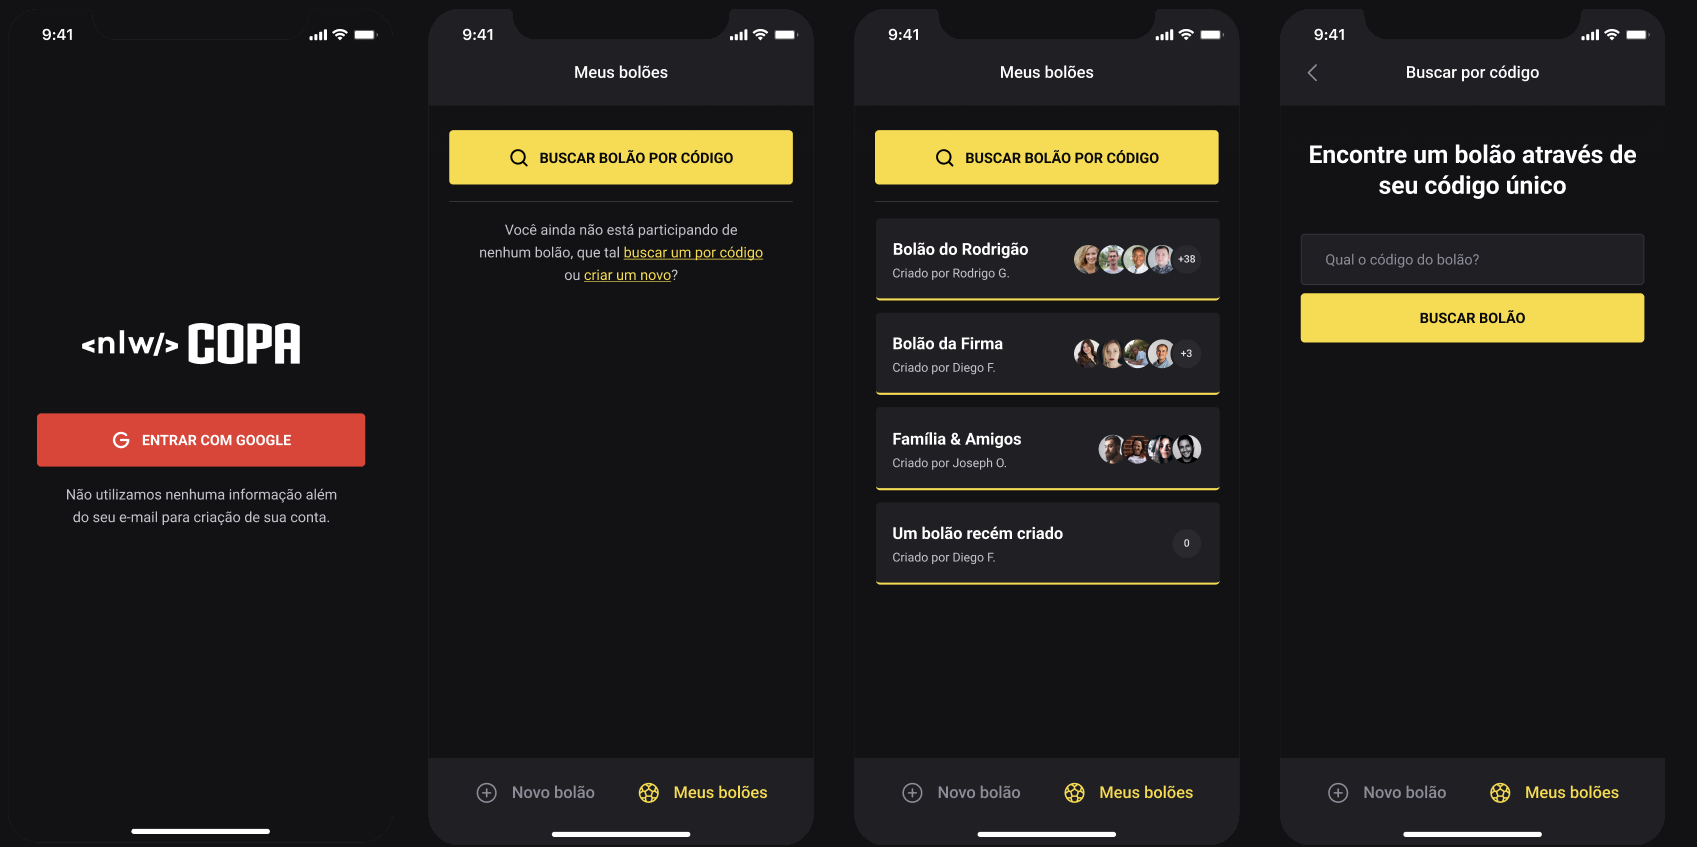 9:41
<nlw/> COPA
ENTRAR COM GOOGLE
Não utilizamos nenhuma informação além
do seu e-mail para criação de sua conta.
9:41
Meus bolões
BUSCAR BOLÃO POR CÓDIGO
Você ainda não está participando de
nenhum bolão, que tal buscar um por código
ou criar um novo?
Novo bolão
Meus bolões
9:41
Meus bolões
BUSCAR BOLÃO POR CÓDIGO
Bolão do Rodrigão
Criado por Rodrigo G.
+38
Bolão da Firma
Criado por Diego F.
+3
Família & Amigos
Criado por Joseph O.
Um bolão recém criado
Criado por Diego F.
0
Novo bolão
Meus bolões
9:41
Buscar por código
Encontre um bolão através de
seu código único
Qual o código do bolão?
BUSCAR BOLÃO
Novo bolão
Meus bolões